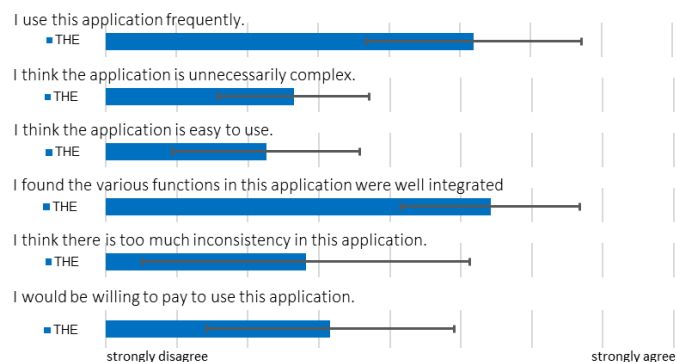 I use this application frequently.
THE
I think the application is unnecessarily complex.
THE
I think the application is easy to use.
THE
I found the various functions in this application were well integrated
THE
I think there is too much inconsistency in this application.
THE
I would be willing to pay to use this application.
THE
strongly disagree strongly agree